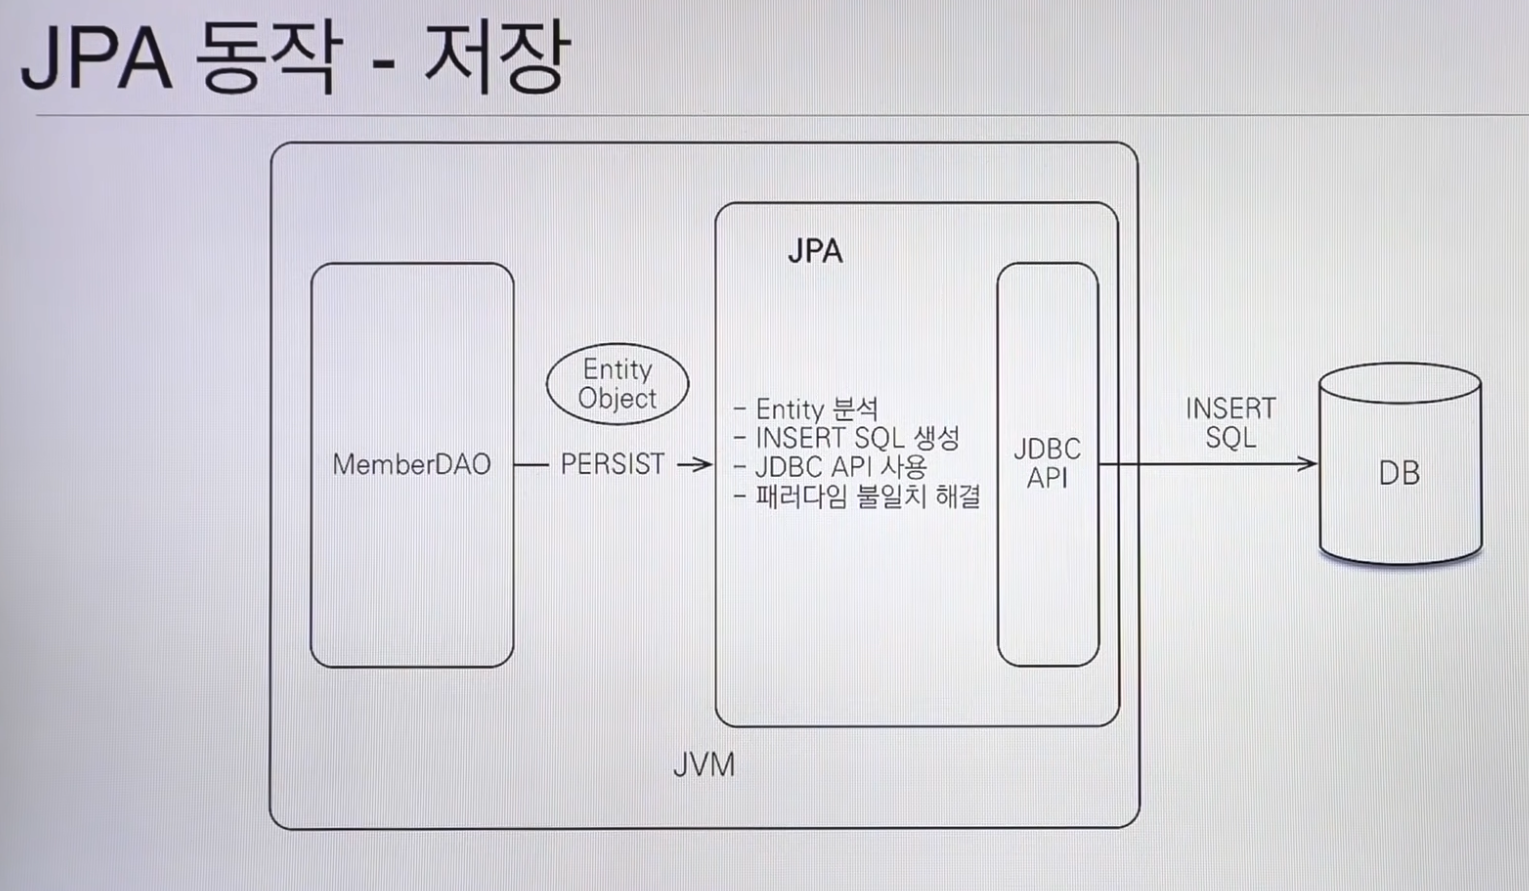 JPA 동작 - 저장
JPA
Entity
Object
MemberDAO
PERSIST
- Entity 분석
- INSERT SQL 생성
- JDBC API 사용
- 패러다임 불일치 해결
JDBC
API
INSERT
SQL
DB
JVM